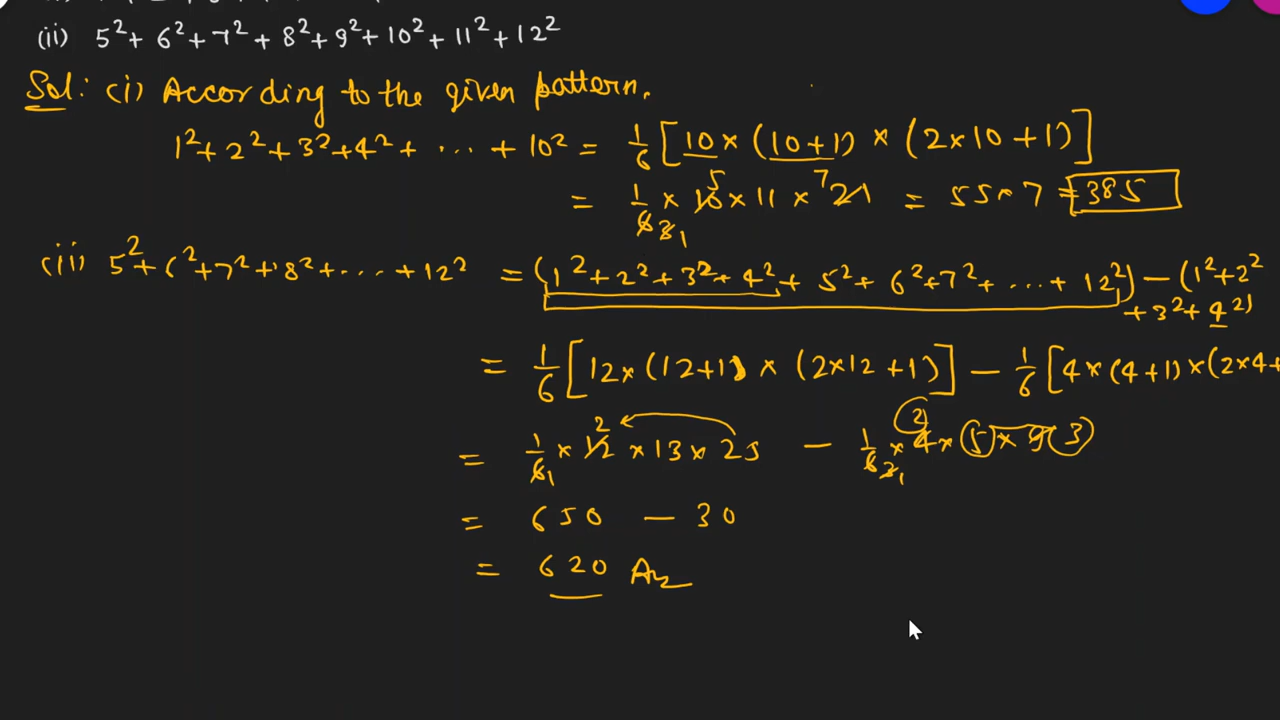 (ii) 5²+ 6²+ 7² + 8²+ 9²+ 10² + 11² + 12²
Sol: (i) According to the given pattern.
1²+ 2² + 3²+4² + ... + 10² = 1/6 [10 × (10+1) × (2×10 +1)]
= 1/6 × 10 × 11 × 21 = 55×7 = 385
(ii) 5²+ 6²+7²+8²+... +12² = (1²+2²+3²+4²+ 5²+ 6²+7²+ ... + 12²) − (1²+2²
+ 3²+ 4²)
= 1/6 [12×(12+1) × (2×12 +1)] − 1/6 [4×(4+1)×(2×4+
= 1/6 × 12 × 13 × 25 − 1/6 × 4 × 5 × 9
= 650 − 30
= 620